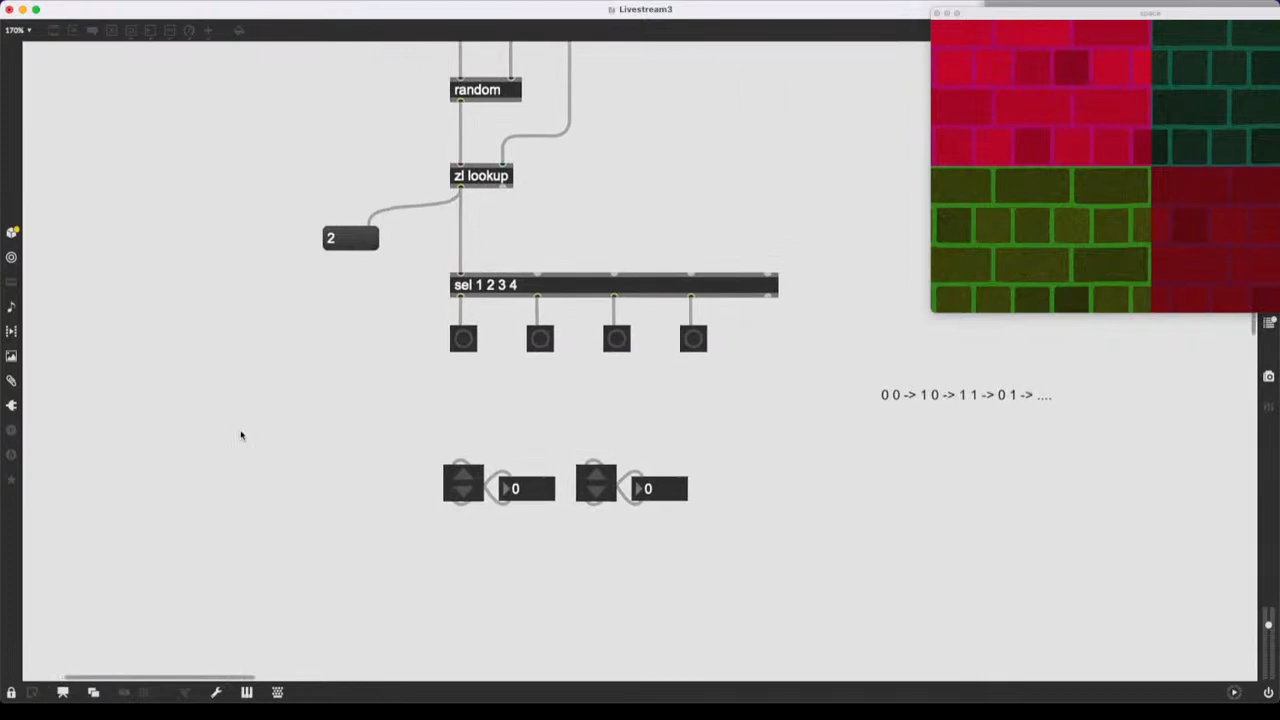 Livestream3
170%
space
random
zl lookup
2
sel 1 2 3 4
0 0 -> 1 0 -> 1 1 -> 0 1 -> ....
0
0